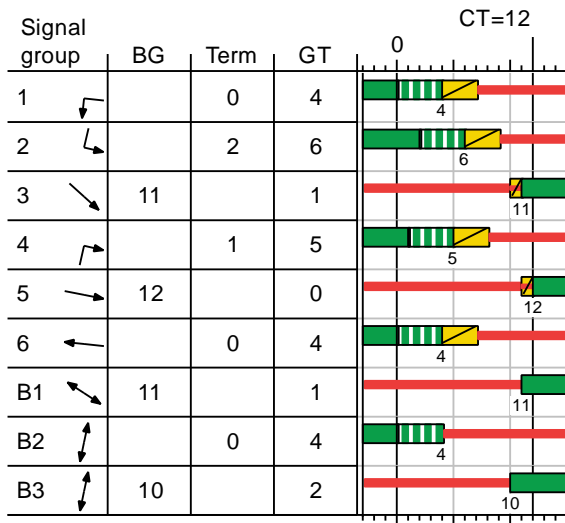 CT=12
Signal
group BG Term GT 0
1 0 4 4
2 2 6 6
3 11 1 11
4 1 5 5
5 12 0 12
6 0 4 4
B1 11 1 11
B2 0 4 4
B3 10 2 10